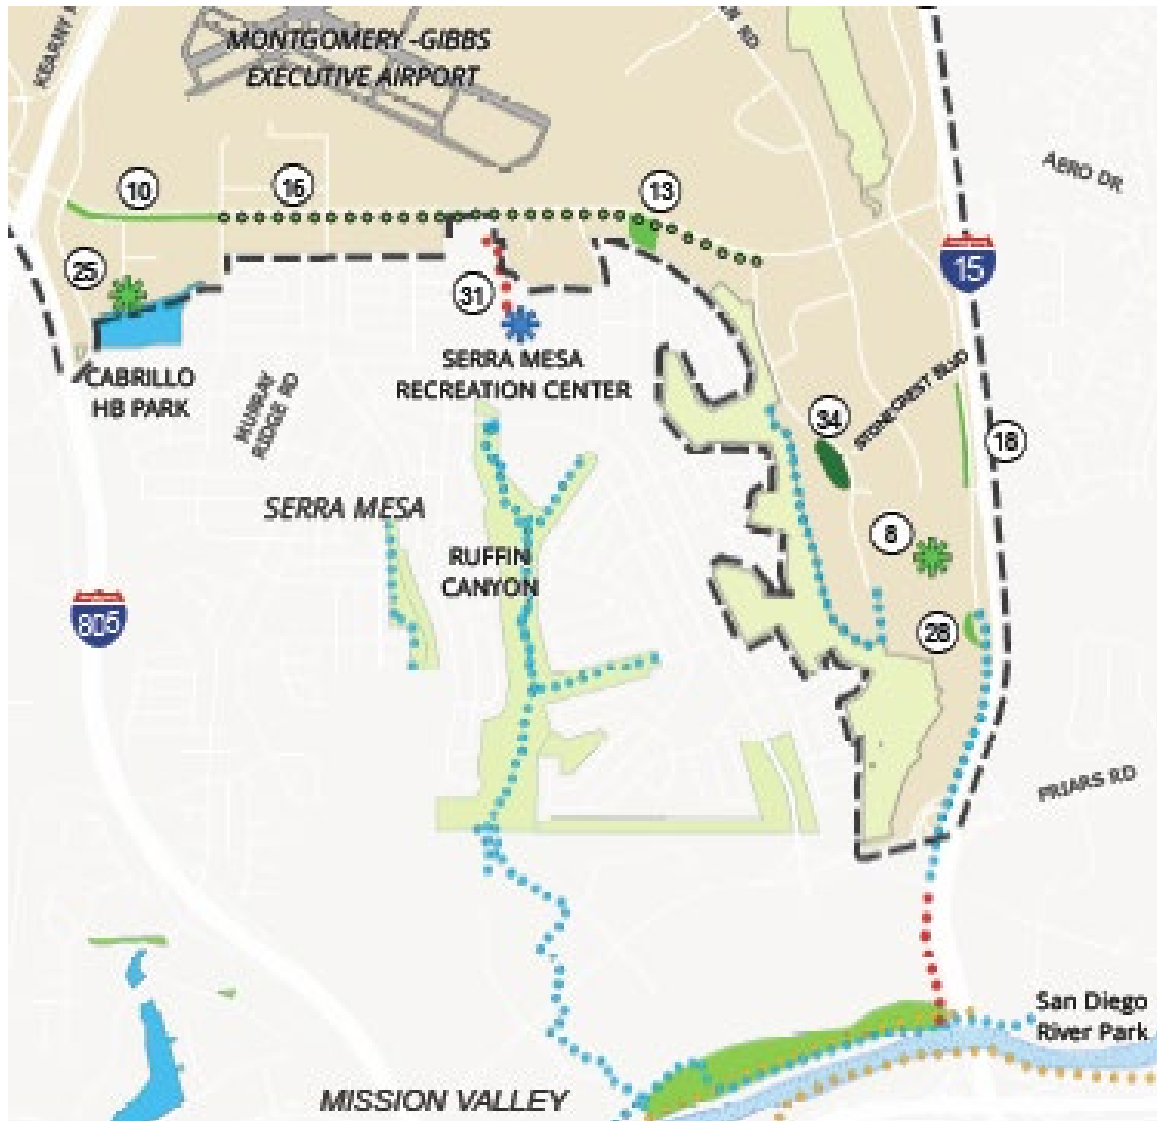 KEARNY
MONTGOMERY -GIBBS
EXECUTIVE AIRPORT
RD
AERO DR
10
16
13
15
25
31
SERRA MESA
RECREATION CENTER
CABRILLO
HB PARK
MURRAY
RIDGE RD
34
STONECREST BLVD
18
SERRA MESA
RUFFIN
CANYON
8
805
28
FRIARS RD
San Diego
River Park
MISSION VALLEY